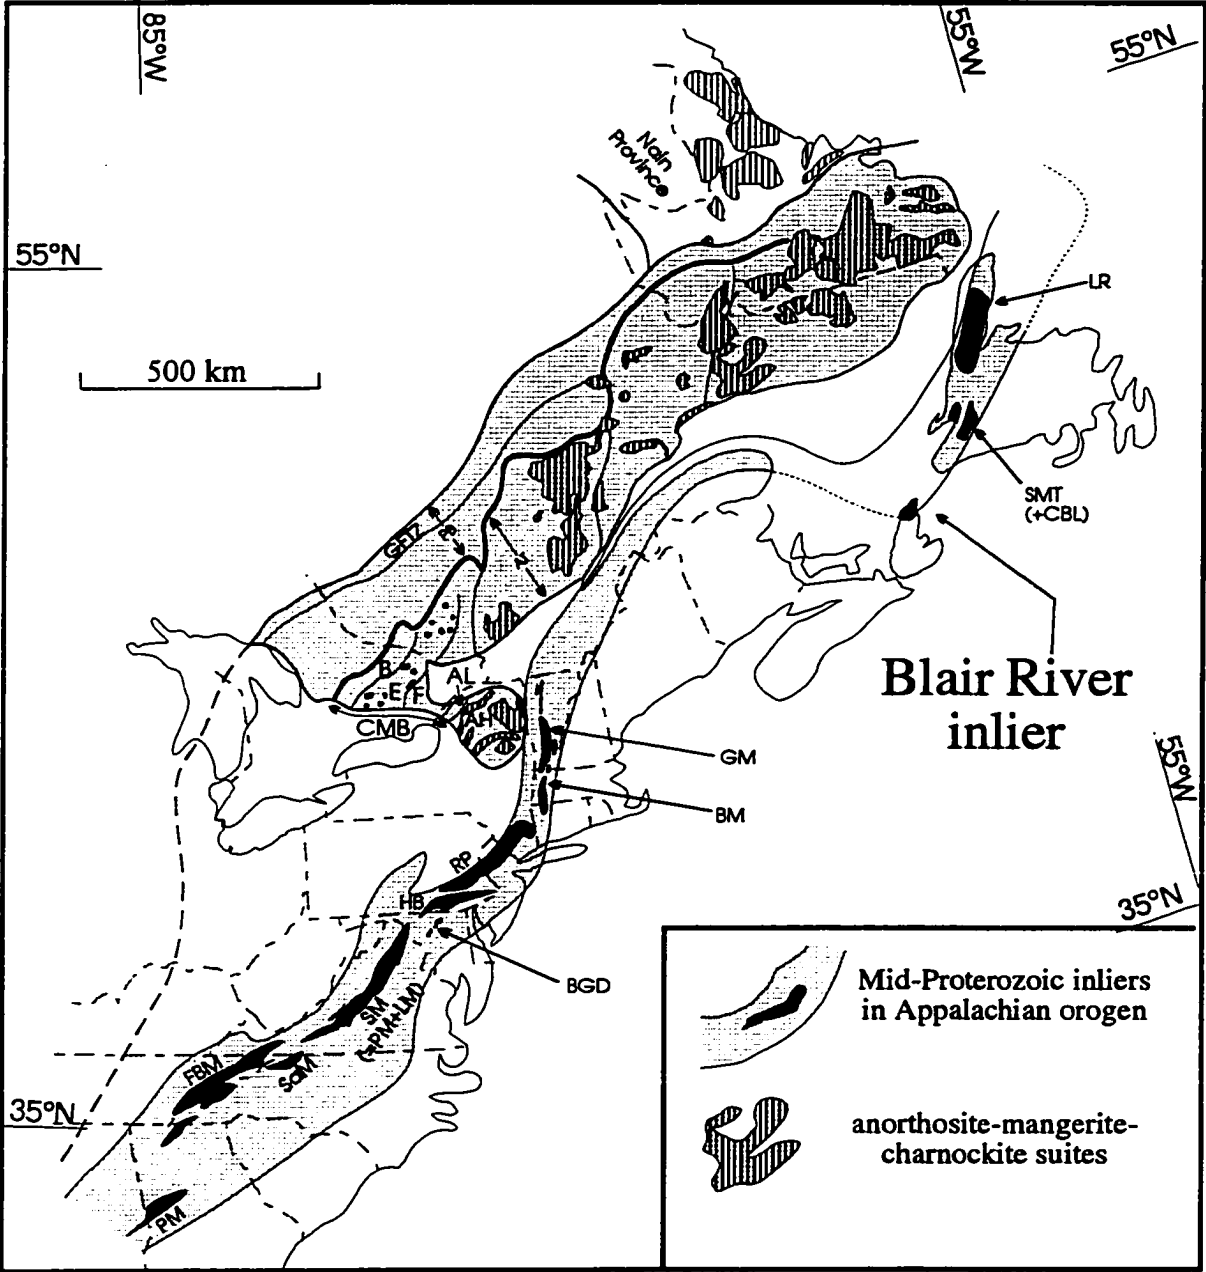 85°W
55°W
55°N
Nain
Province
55°N
LR
500 km
SMT
(+CBL)
GFTZ
B
E
F
AL
AH
CMB
Blair River
inlier
GM
BM
55°W
RP
HB
35°N
BGD
SM
(=PM+LM)
FBM
SaM
35°N
PM
Mid-Proterozoic inliers
in Appalachian orogen
anorthosite-mangerite-
charnockite suites